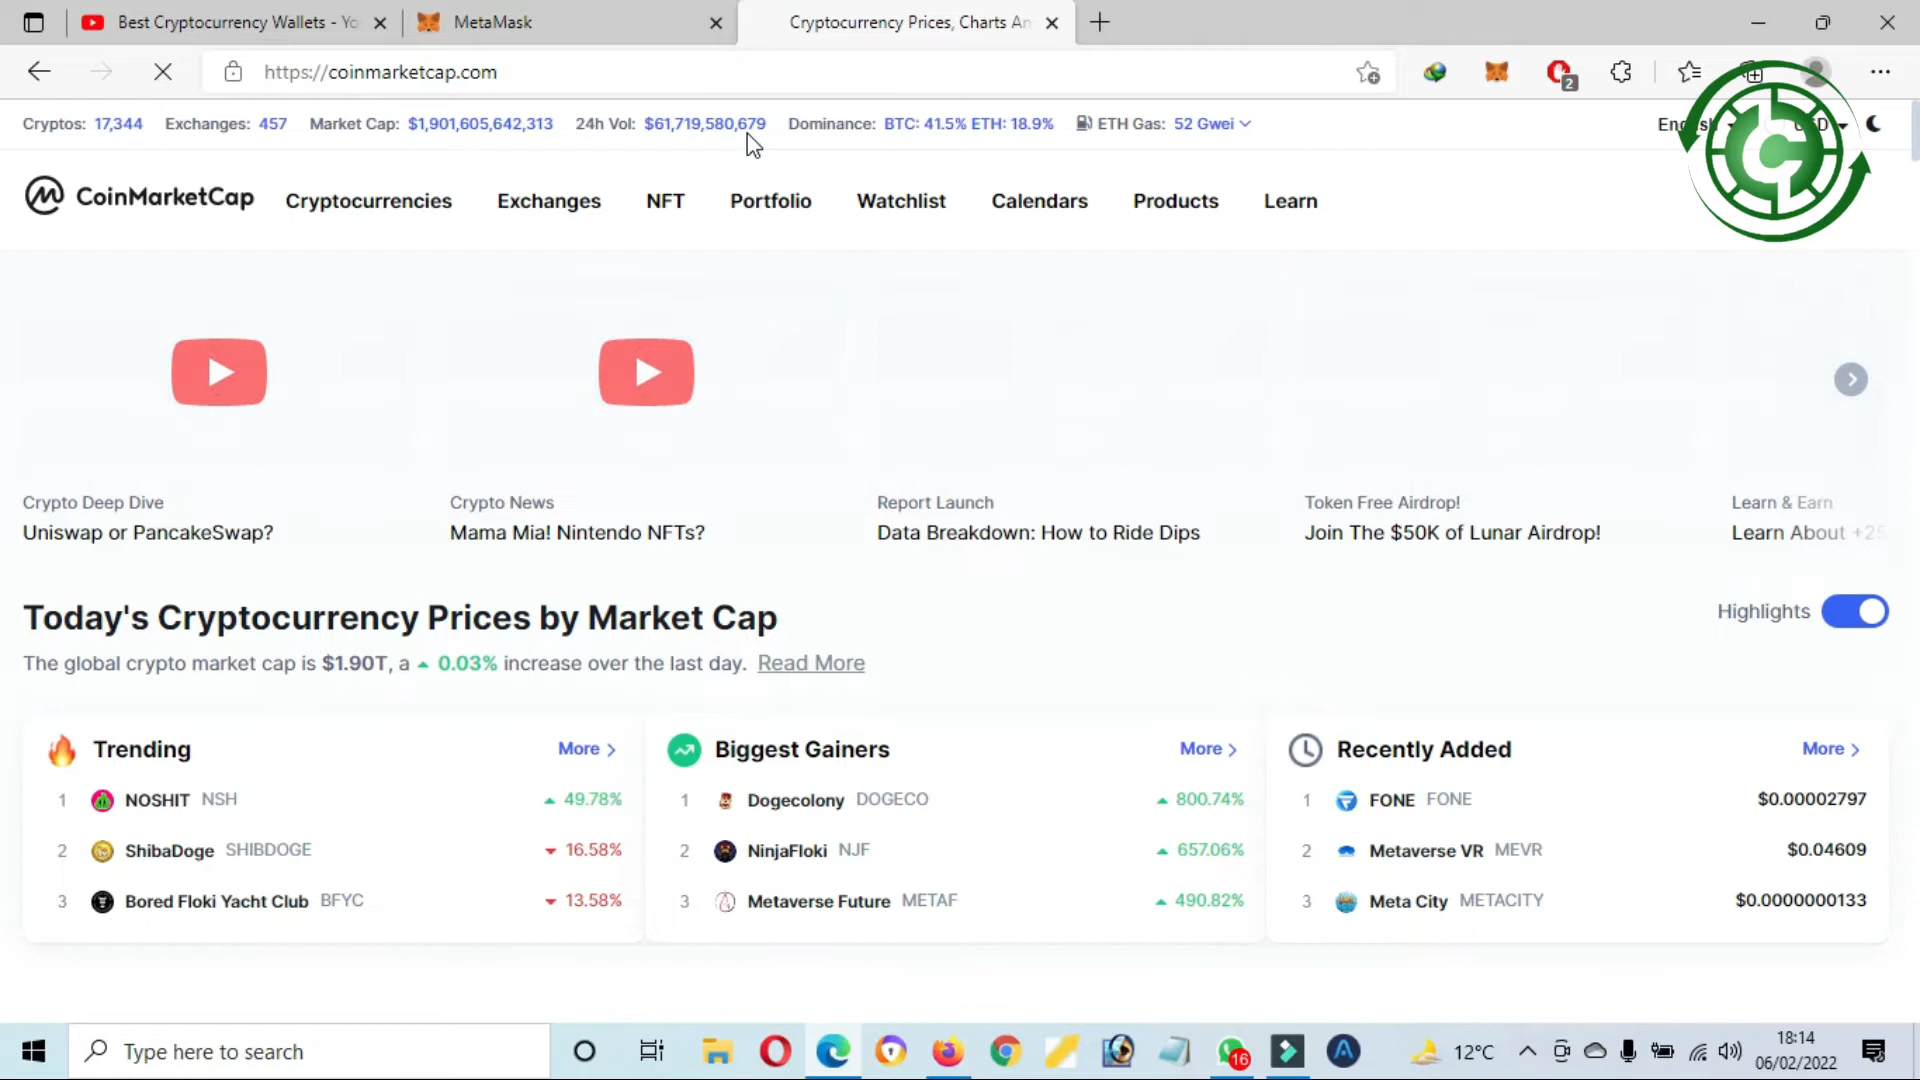 Best Cryptocurrency Wallets - Yo
MetaMask
Cryptocurrency Prices, Charts An
https://coinmarketcap.com
2
Cryptos: 17,344 Exchanges: 457 Market Cap: $1,901,605,642,313 24h Vol: $61,719,580,679 Dominance: BTC: 41.5% ETH: 18.9% ETH Gas: 52 Gwei
CoinMarketCap
Cryptocurrencies Exchanges NFT Portfolio Watchlist Calendars Products Learn
Crypto Deep Dive
Uniswap or PancakeSwap?
Crypto News
Mama Mia! Nintendo NFTs?
Report Launch
Data Breakdown: How to Ride Dips
Token Free Airdrop!
Join The $50K of Lunar Airdrop!
Learn & Earn
Learn About +25
Today's Cryptocurrency Prices by Market Cap
Highlights
The global crypto market cap is $1.90T, a 0.03% increase over the last day. Read More
Trending More
1 NOSHIT NSH 49.78%
2 ShibaDoge SHIBDOGE 16.58%
3 Bored Floki Yacht Club BFYC 13.58%
Biggest Gainers More
1 Dogecolony DOGECO 800.74%
2 NinjaFloki NJF 657.06%
3 Metaverse Future METAF 490.82%
Recently Added More
1 FONE FONE $0.00002797
2 Metaverse VR MEVR $0.04609
3 Meta City METACITY $0.0000000133
Type here to search
16
12°C
18:14
06/02/2022